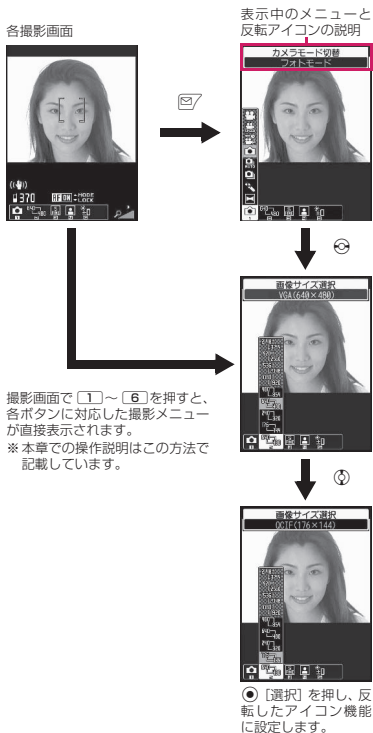 各撮影画面
表示中のメニューと
反転アイコンの説明
カメラモード切替
フォトモード
370
AF ON MODE LOCK
画像サイズ選択
VGA(640×480)
撮影画面で 1 ~ 6 を押すと、
各ボタンに対応した撮影メニュー
が直接表示されます。
※ 本章での操作説明はこの方法で
記載しています。
画像サイズ選択
QCIF(176×144)
[選択] を押し、反
転したアイコン機能
に設定します。